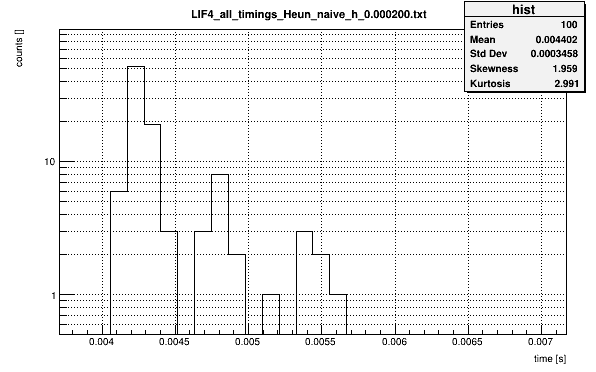 LIF4_all_timings_Heun_naive_h_0.000200.txt
hist
Entries 100
Mean 0.004402
Std Dev 0.0003458
Skewness 1.959
Kurtosis 2.991
counts []
10
1
0.004 0.0045 0.005 0.0055 0.006 0.0065 0.007
time [s]